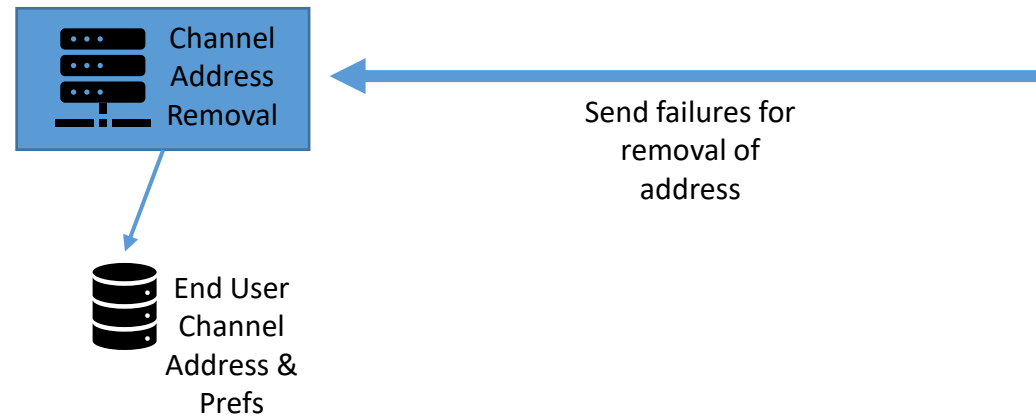 Channel
Address
Removal
Send failures for
removal of
address
End User
Channel
Address &
Prefs